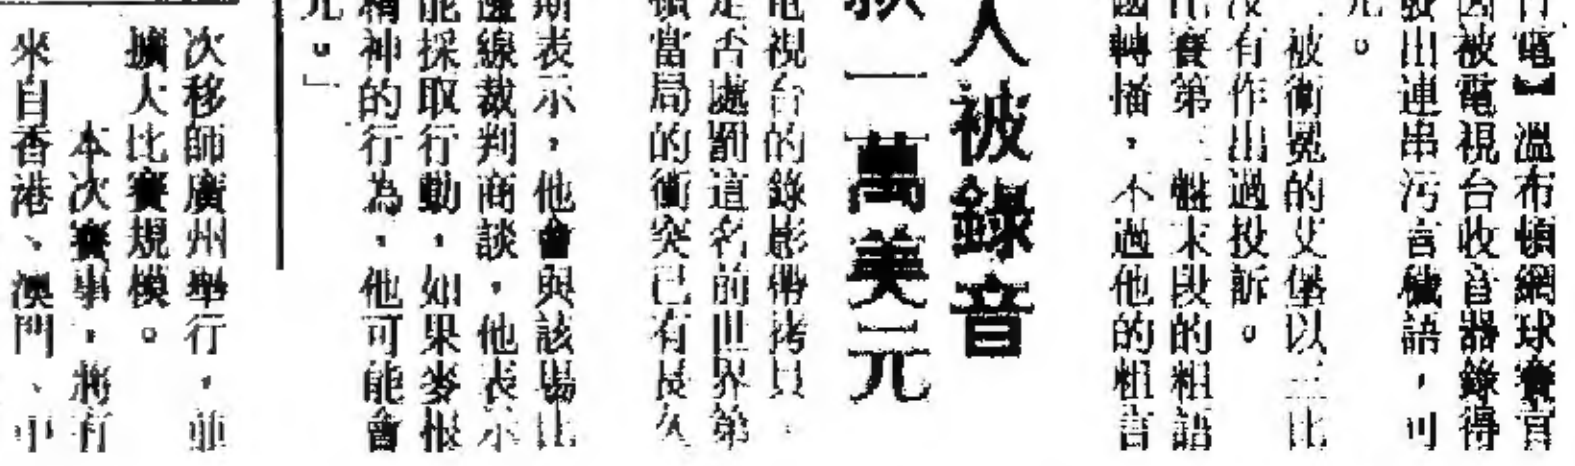 電】溫布頓網球賽官
因被電視台收音器錄得
發出連串污言穢語，可
元。
被衛冕的艾堡以三比
沒有作出過投訴。
比賽第三盤末段的粗語
國轉播，不過他的粗言
人被錄音
一萬美元
電視台的錄影帶拷貝，
是否處罰這名前世界第
頓當局的衝突已有長久
期表示，他會與該場比
邊線裁判商談，他表示
能採取行動，如果麥根
精神的行為，他可能會
元。」
次移師廣州舉行，並
擴大比賽規模。
本次賽事，將有
來自香港、澳門、中